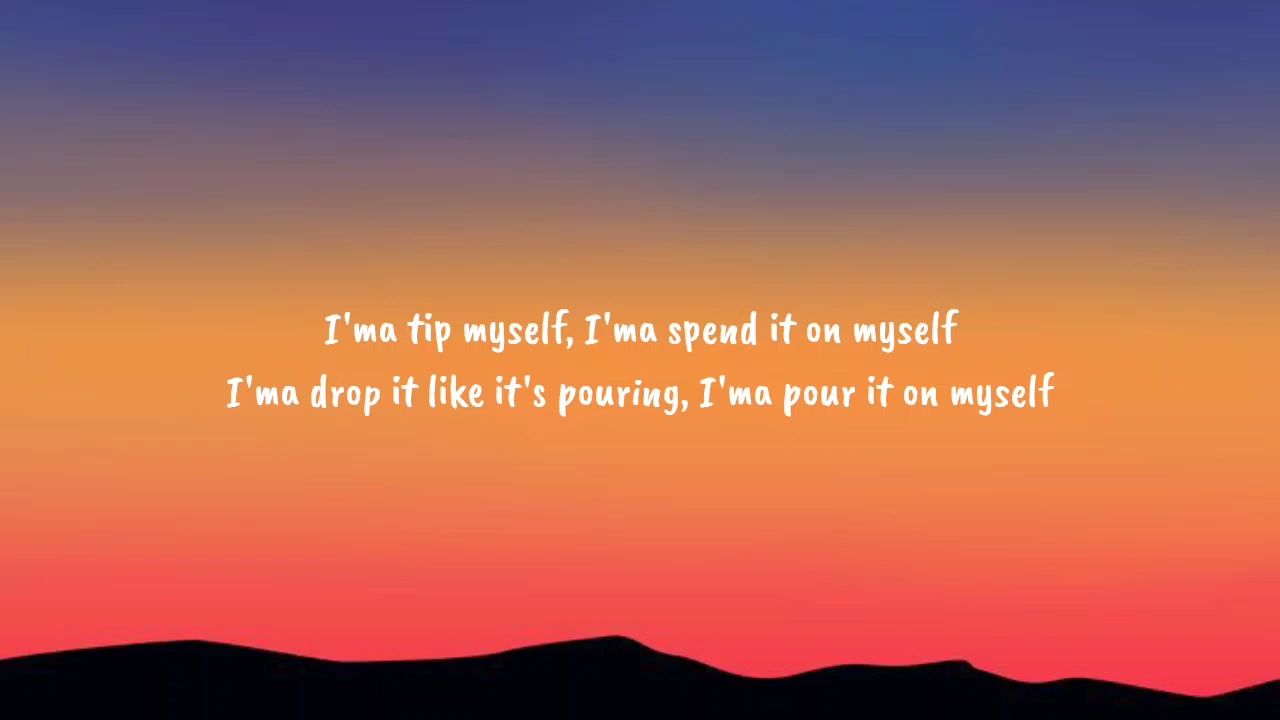 I'ma tip myself, I'ma spend it on myself
I'ma drop it like it's pouring, I'ma pour it on myself